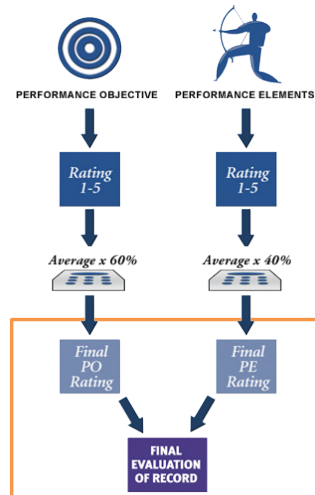 PERFORMANCE OBJECTIVE PERFORMANCE ELEMENTS
Rating
1-5
Rating
1-5
Average x 60% Average x 40%
Final
PO
Rating
Final
PE
Rating
FINAL
EVALUATION
OF RECORD